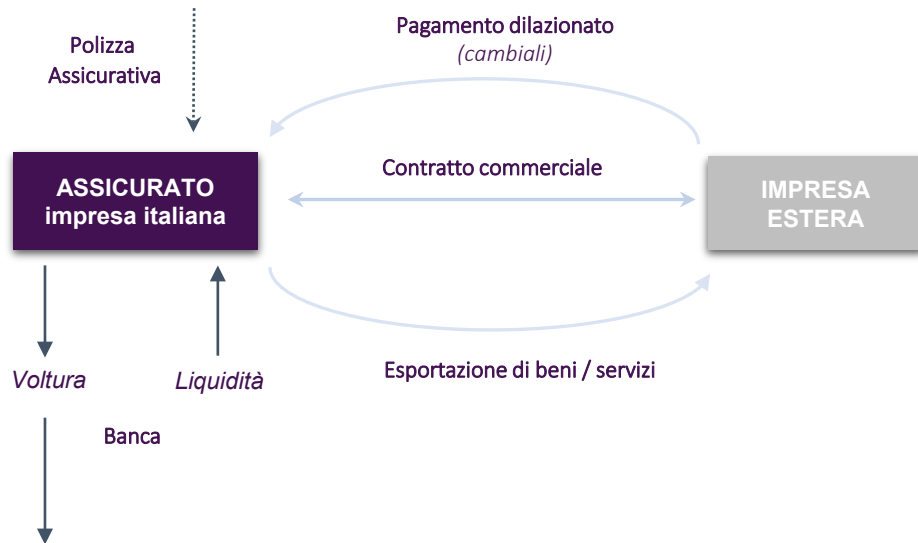 Polizza
Assicurativa
Pagamento dilazionato
(cambiali)
ASSICURATO
impresa italiana
Contratto commerciale
IMPRESA
ESTERA
Voltura
Liquidità
Esportazione di beni / servizi
Banca